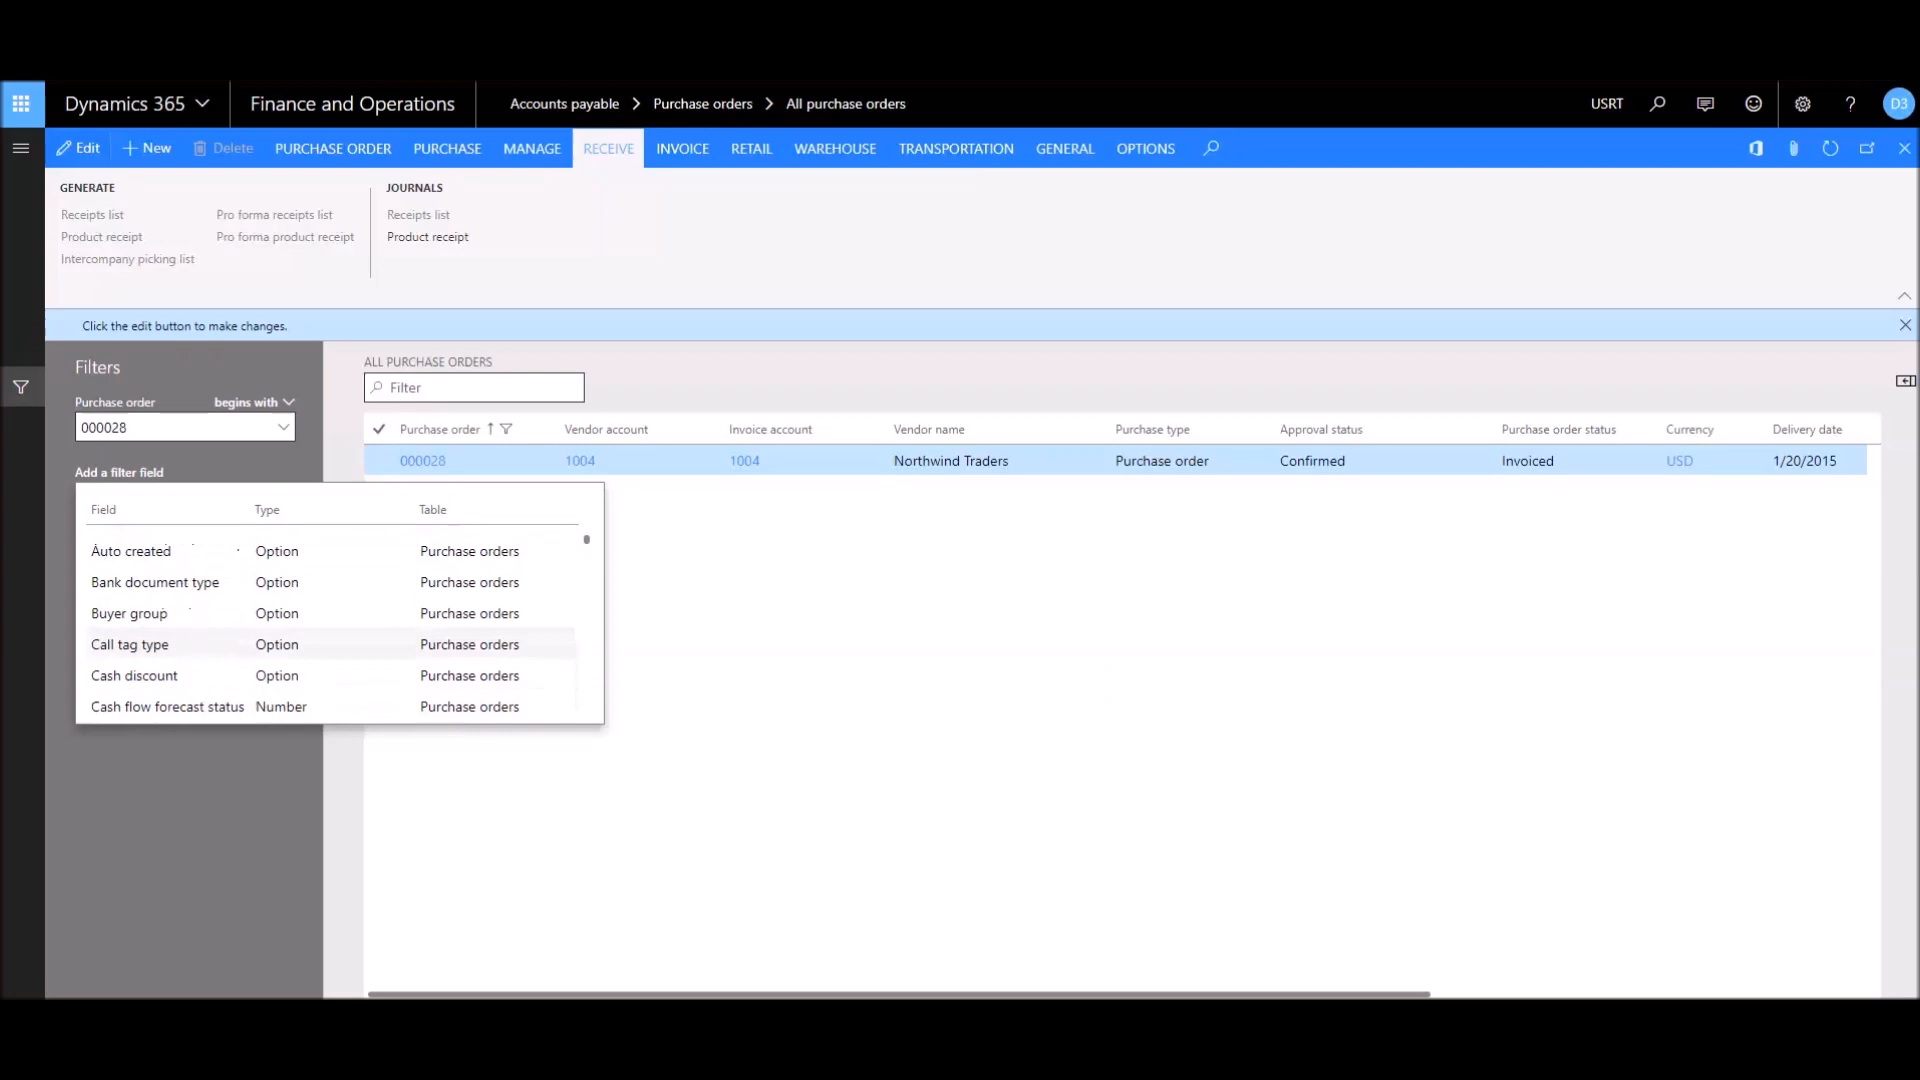 Dynamics 365 Finance and Operations Accounts payable Purchase orders All purchase orders USRT ? D3
Edit New Delete PURCHASE ORDER PURCHASE MANAGE RECEIVE INVOICE RETAIL WAREHOUSE TRANSPORTATION GENERAL OPTIONS
GENERATE JOURNALS
Receipts list Pro forma receipts list Receipts list
Product receipt Pro forma product receipt Product receipt
Intercompany picking list
Click the edit button to make changes.
Filters
ALL PURCHASE ORDERS
Filter
Purchase order begins with
000028
Purchase order Vendor account Invoice account Vendor name Purchase type Approval status Purchase order status Currency Delivery date
000028 1004 1004 Northwind Traders Purchase order Confirmed Invoiced USD 1/20/2015
Add a filter field
Field Type Table
Auto created Option Purchase orders
Bank document type Option Purchase orders
Buyer group Option Purchase orders
Call tag type Option Purchase orders
Cash discount Option Purchase orders
Cash flow forecast status Number Purchase orders